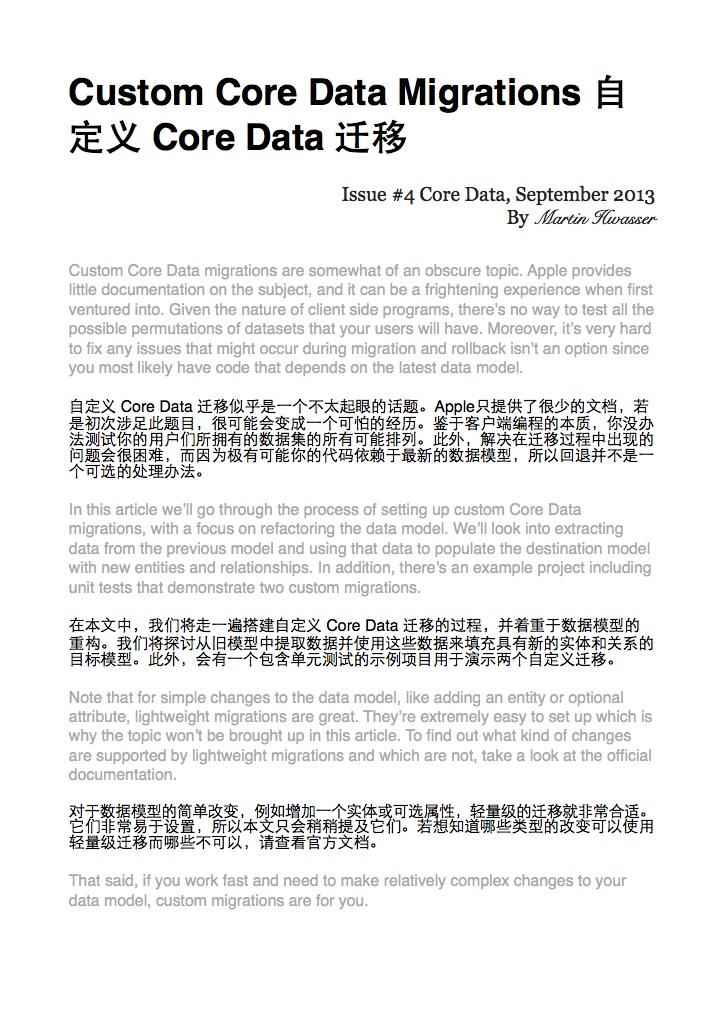 Custom Core Data Migrations 自
定义 Core Data 迁移
Issue #4 Core Data, September 2013
By Martin Hwasser
Custom Core Data migrations are somewhat of an obscure topic. Apple provides
little documentation on the subject, and it can be a frightening experience when first
ventured into. Given the nature of client side programs, there’s no way to test all the
possible permutations of datasets that your users will have. Moreover, it’s very hard
to fix any issues that might occur during migration and rollback isn’t an option since
you most likely have code that depends on the latest data model.
自定义 Core Data 迁移似乎是一个不太起眼的话题。Apple只提供了很少的文档，若
是初次涉足此题目，很可能会变成一个可怕的经历。鉴于客户端编程的本质，你没办
法测试你的用户们所拥有的数据集的所有可能排列。此外，解决在迁移过程中出现的
问题会很困难，而因为极有可能你的代码依赖于最新的数据模型，所以回退并不是一
个可选的处理办法。
In this article we’ll go through the process of setting up custom Core Data
migrations, with a focus on refactoring the data model. We’ll look into extracting
data from the previous model and using that data to populate the destination model
with new entities and relationships. In addition, there’s an example project including
unit tests that demonstrate two custom migrations.
在本文中，我们将走一遍搭建自定义 Core Data 迁移的过程，并着重于数据模型的
重构。我们将探讨从旧模型中提取数据并使用这些数据来填充具有新的实体和关系的
目标模型。此外，会有一个包含单元测试的示例项目用于演示两个自定义迁移。
Note that for simple changes to the data model, like adding an entity or optional
attribute, lightweight migrations are great. They’re extremely easy to set up which is
why the topic won’t be brought up in this article. To find out what kind of changes
are supported by lightweight migrations and which are not, take a look at the official
documentation.
对于数据模型的简单改变，例如增加一个实体或可选属性，轻量级的迁移就非常合适。
它们非常易于设置，所以本文只会稍稍提及它们。若想知道哪些类型的改变可以使用
轻量级迁移而哪些不可以，请查看官方文档。
That said, if you work fast and need to make relatively complex changes to your
data model, custom migrations are for you.